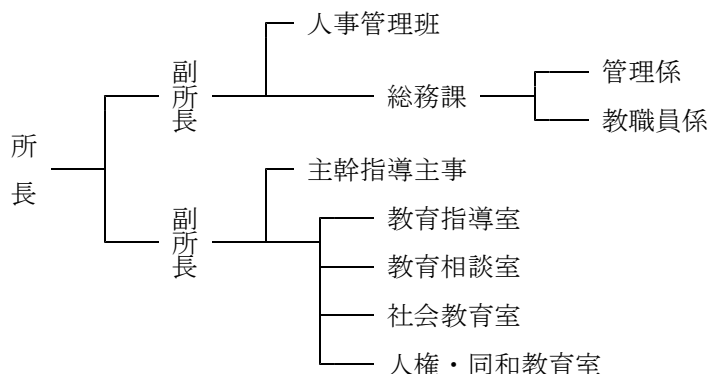 所長
副所長
人事管理班
総務課
管理係
教職員係
副所長
主幹指導主事
教育指導室
教育相談室
社会教育室
人権・同和教育室